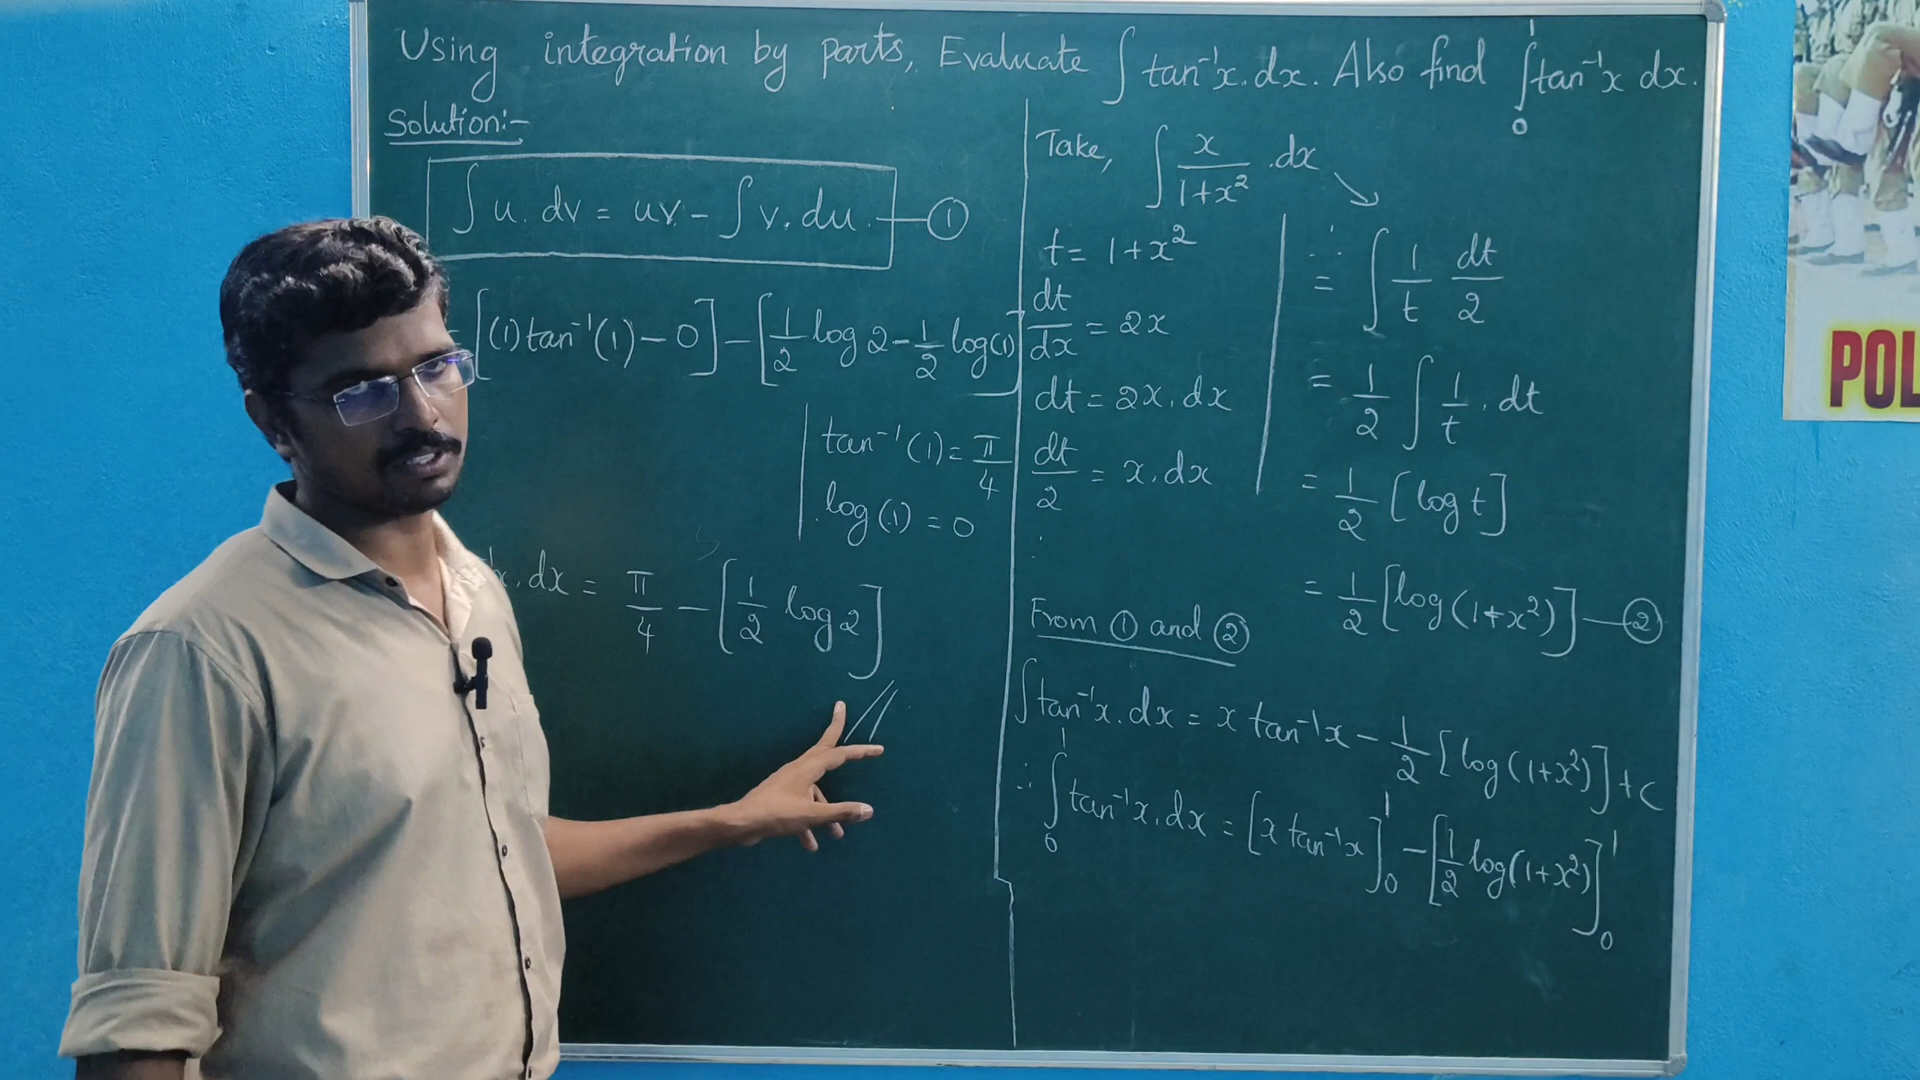 Using integration by parts, Evaluate ∫ tan⁻¹x. dx. Also find ∫₀¹ tan⁻¹x dx.
Solution:-
∫ u. dv = uv - ∫ v. du. — ①
= [(1) tan⁻¹(1) - 0] - [1/2 log 2 - 1/2 log(1)]
tan⁻¹(1) = π/4
log(1) = 0
x. dx = π/4 - [1/2 log 2]
Take, ∫ x/(1+x²) .dx
t = 1+x²
dt/dx = 2x
dt = 2x. dx
dt/2 = x. dx
∴
= ∫ 1/t dt/2
= 1/2 ∫ 1/t . dt
= 1/2 [log t]
= 1/2 [log (1+x²)] — ②
From ① and ②
∫ tan⁻¹x. dx = x tan⁻¹x - 1/2 [log (1+x²)] + c
∴ ∫₀¹ tan⁻¹x. dx = [x tan⁻¹x]₀¹ - [1/2 log(1+x²)]₀¹
POL